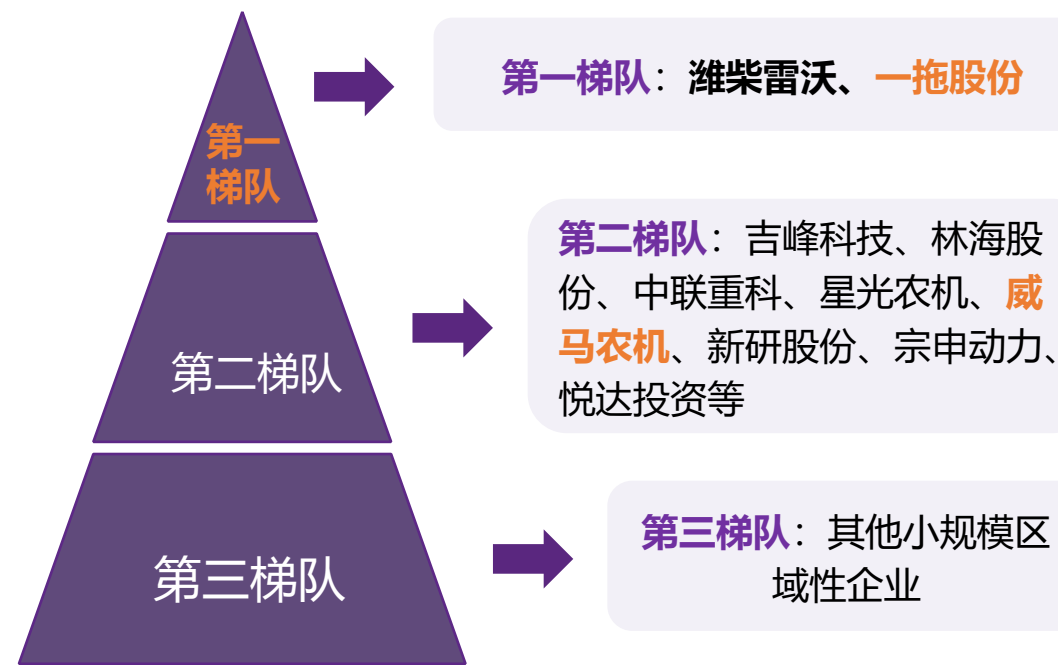 第一
梯队
第一梯队：潍柴雷沃、一拖股份
第二梯队
第二梯队：吉峰科技、林海股
份、中联重科、星光农机、威
马农机、新研股份、宗申动力、
悦达投资等
第三梯队
第三梯队：其他小规模区
域性企业